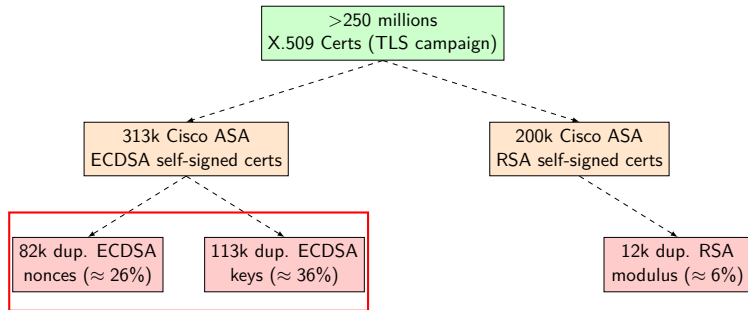 >250 millions
X.509 Certs (TLS campaign)
313k Cisco ASA
ECDSA self-signed certs
200k Cisco ASA
RSA self-signed certs
82k dup. ECDSA
nonces (≈ 26%)
113k dup. ECDSA
keys (≈ 36%)
12k dup. RSA
modulus (≈ 6%)